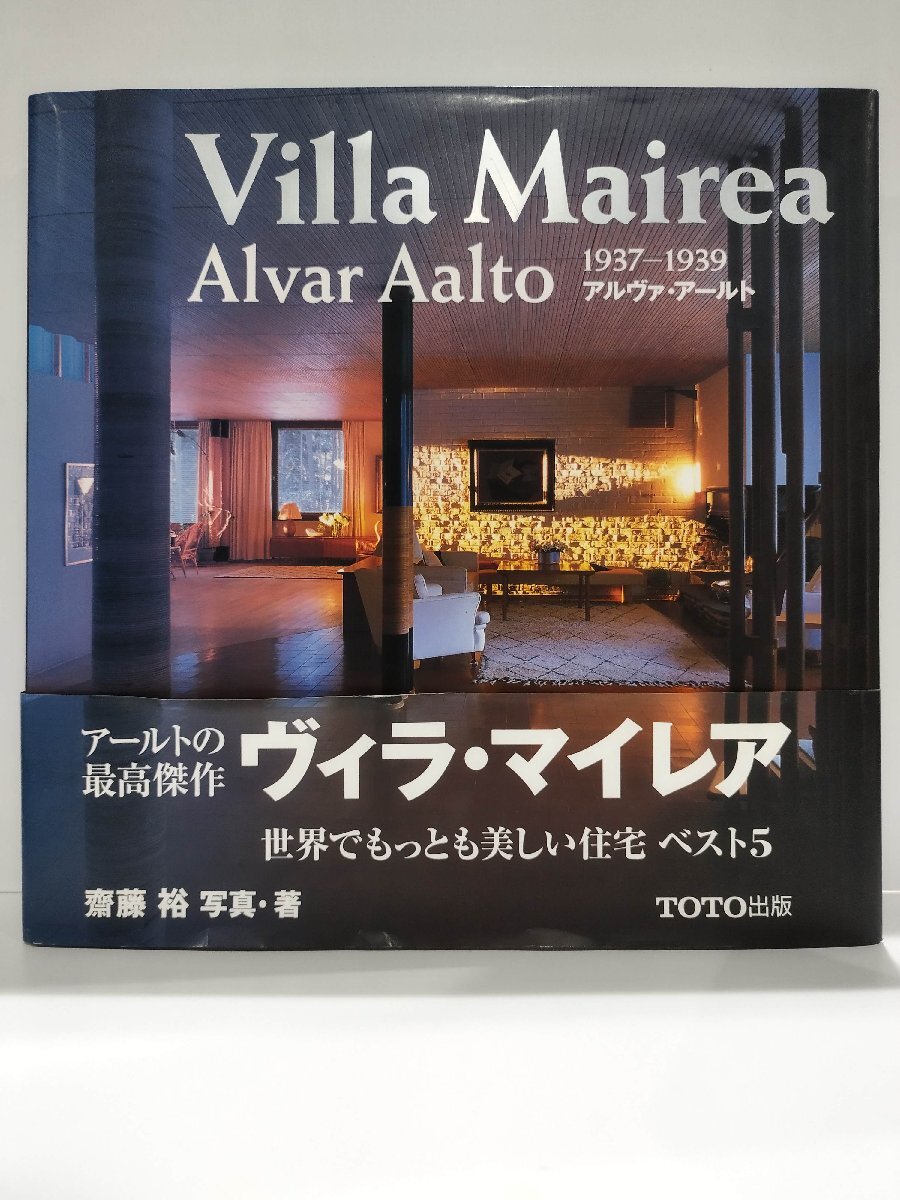 Villa Mairea
Alvar Aalto
1937–1939
アルヴァ・アールト
アールトの
最高傑作
ヴィラ・マイレア
世界でもっとも美しい住宅 ベスト5
齋藤 裕 写真・著
TOTO出版